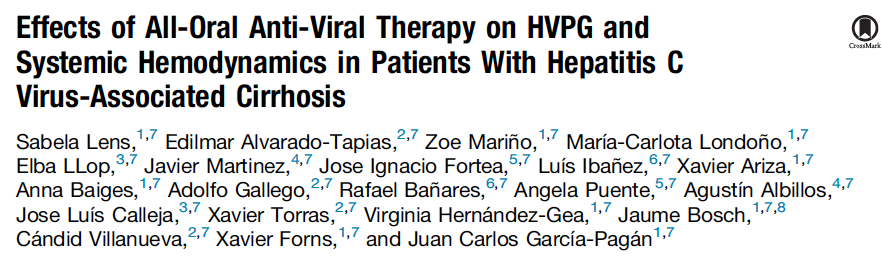 Effects of All-Oral Anti-Viral Therapy on HVPG and
Systemic Hemodynamics in Patients With Hepatitis C
Virus-Associated Cirrhosis
CrossMark
Sabela Lens,1,7 Edilmar Alvarado-Tapias,2,7 Zoe Mariño,1,7 María-Carlota Londoño,1,7
Elba LLop,3,7 Javier Martinez,4,7 Jose Ignacio Fortea,5,7 Luís Ibañez,6,7 Xavier Ariza,1,7
Anna Baiges,1,7 Adolfo Gallego,2,7 Rafael Bañares,6,7 Angela Puente,5,7 Agustín Albillos,4,7
Jose Luís Calleja,3,7 Xavier Torras,2,7 Virginia Hernández-Gea,1,7 Jaume Bosch,1,7,8
Cándid Villanueva,2,7 Xavier Forns,1,7 and Juan Carlos García-Pagán1,7